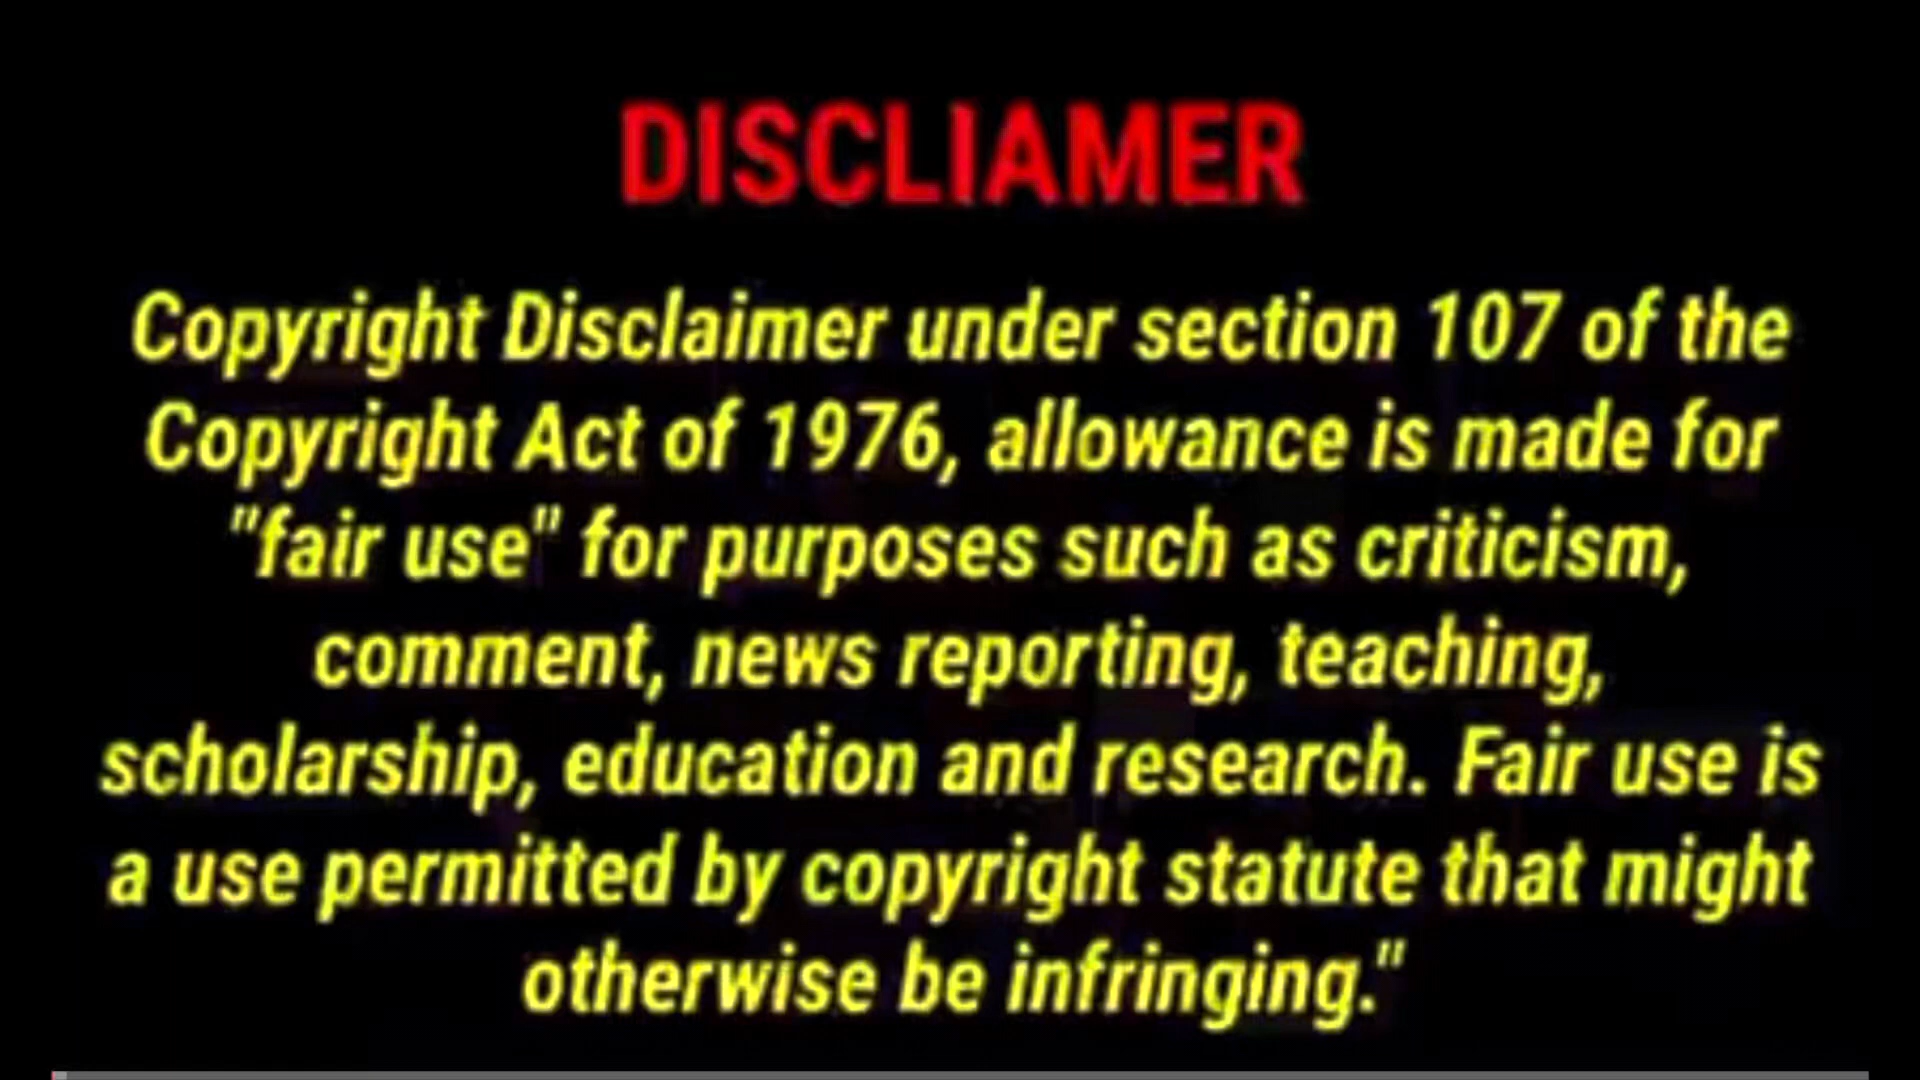 DISCLIAMER
Copyright Disclaimer under section 107 of the
Copyright Act of 1976, allowance is made for
"fair use" for purposes such as criticism,
comment, news reporting, teaching,
scholarship, education and research. Fair use is
a use permitted by copyright statute that might
otherwise be infringing."